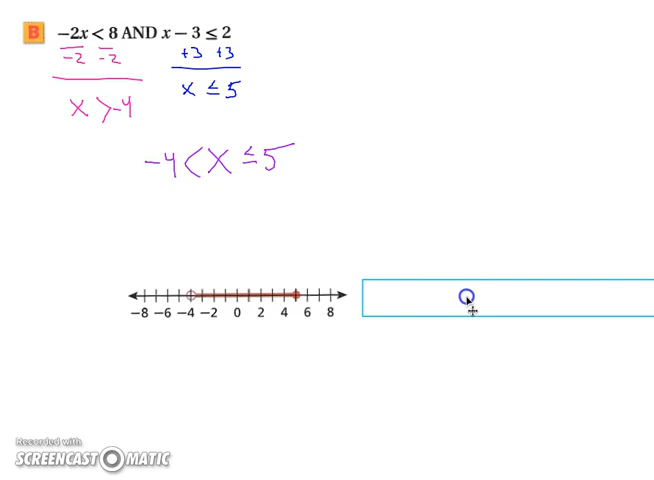 B −2x < 8 AND x − 3 ≤ 2
−2 −2 +3 +3
x > −4 x ≤ 5
−4 < x ≤ 5
−8 −6 −4 −2 0 2 4 6 8
Recorded with
SCREENCAST-O-MATIC